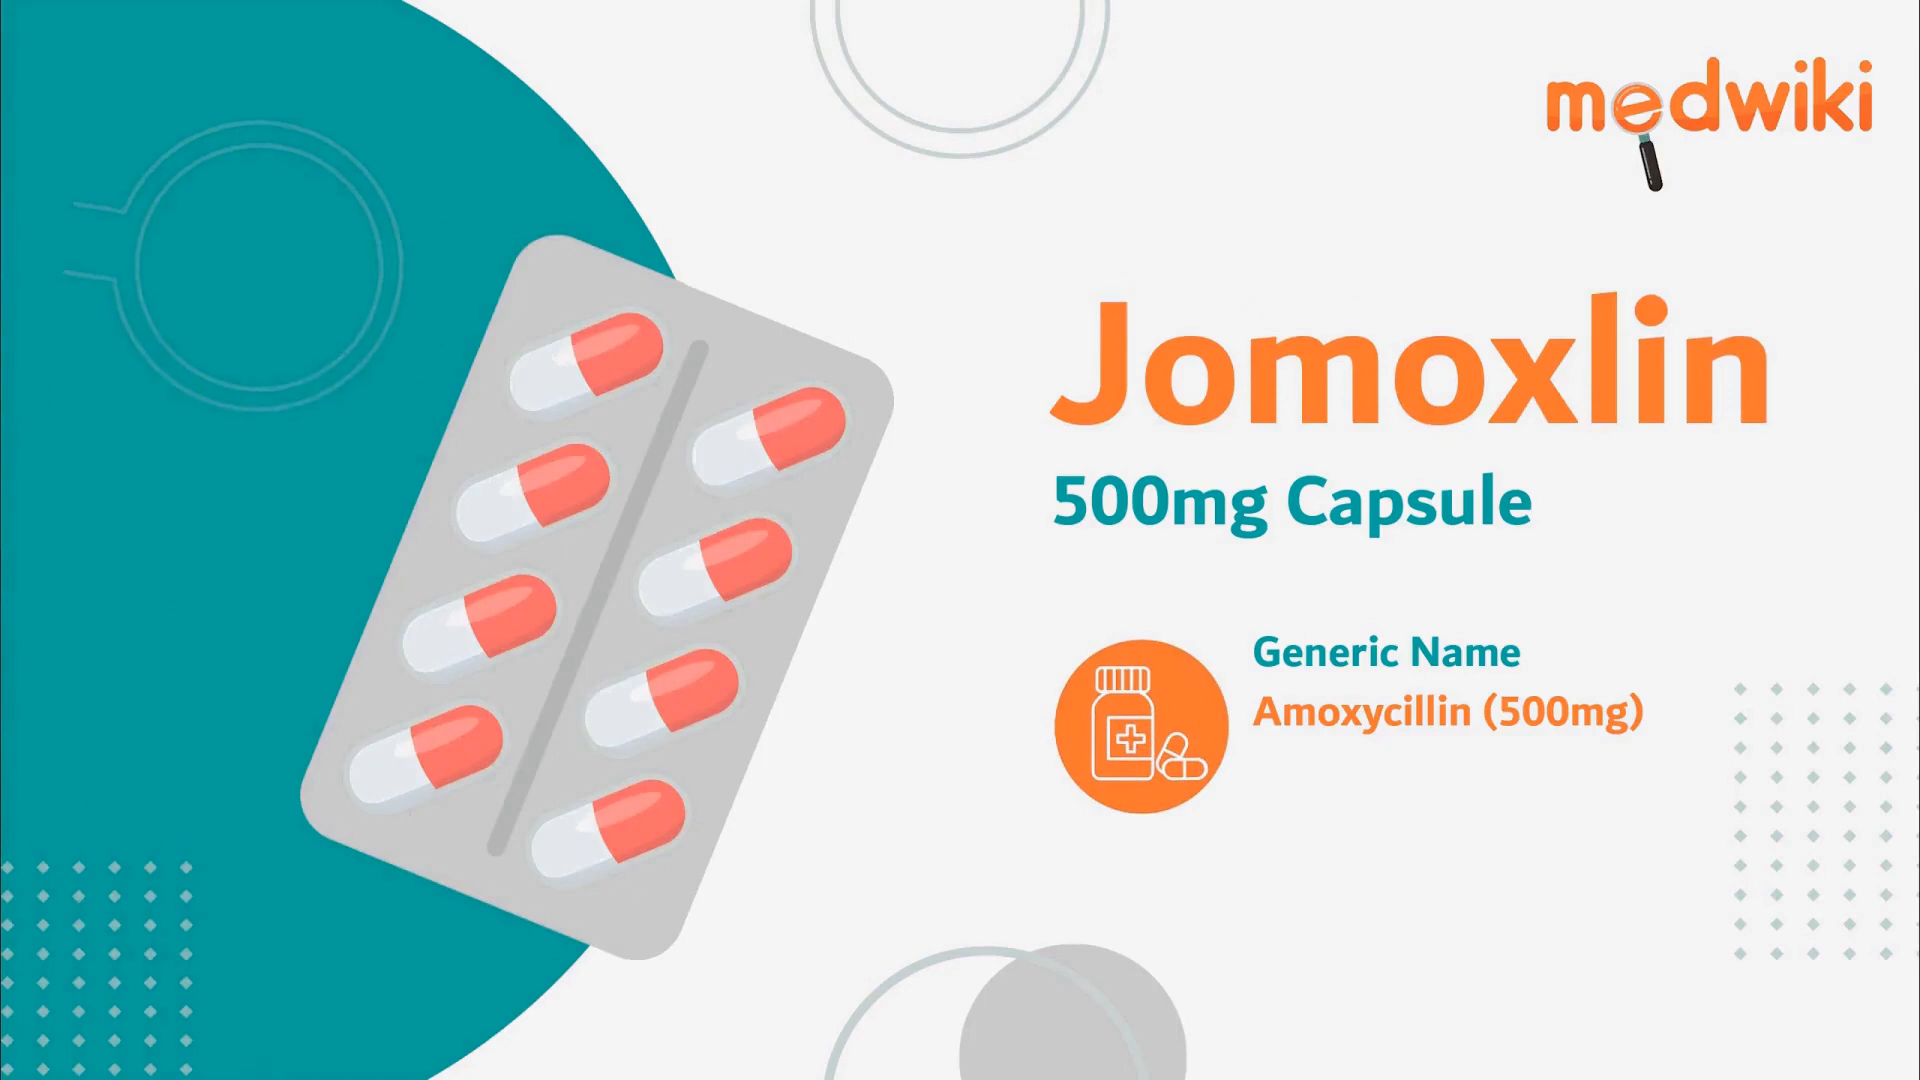 medwiki
Jomoxlin
500mg Capsule
Generic Name
Amoxycillin (500mg)